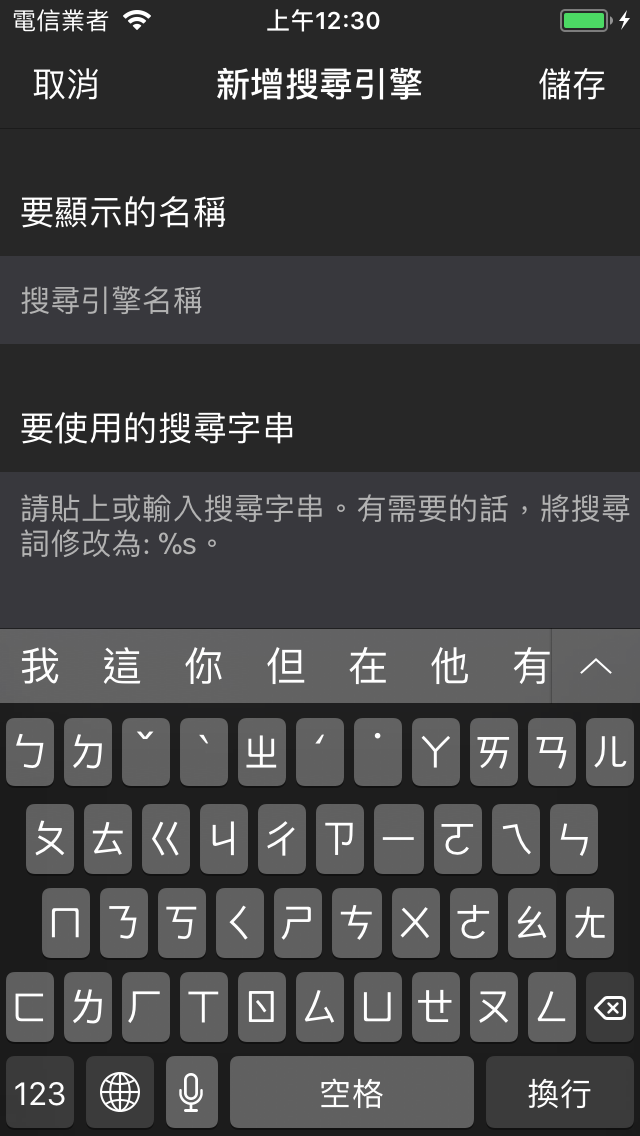 電信業者 上午12:30
取消 新增搜尋引擎 儲存
要顯示的名稱
搜尋引擎名稱
要使用的搜尋字串
請貼上或輸入搜尋字串。有需要的話，將搜尋
詞修改為: %s。
我 這 你 但 在 他 有
ㄅ ㄉ ˇ ˋ ㄓ ˊ ˙ ㄚ ㄞ ㄢ ㄦ
ㄆ ㄊ ㄍ ㄐ ㄔ ㄗ ㄧ ㄛ ㄟ ㄣ
ㄇ ㄋ ㄎ ㄑ ㄕ ㄘ ㄨ ㄜ ㄠ ㄤ
ㄈ ㄌ ㄏ ㄒ ㄖ ㄙ ㄩ ㄝ ㄡ ㄥ
123 空格 換行